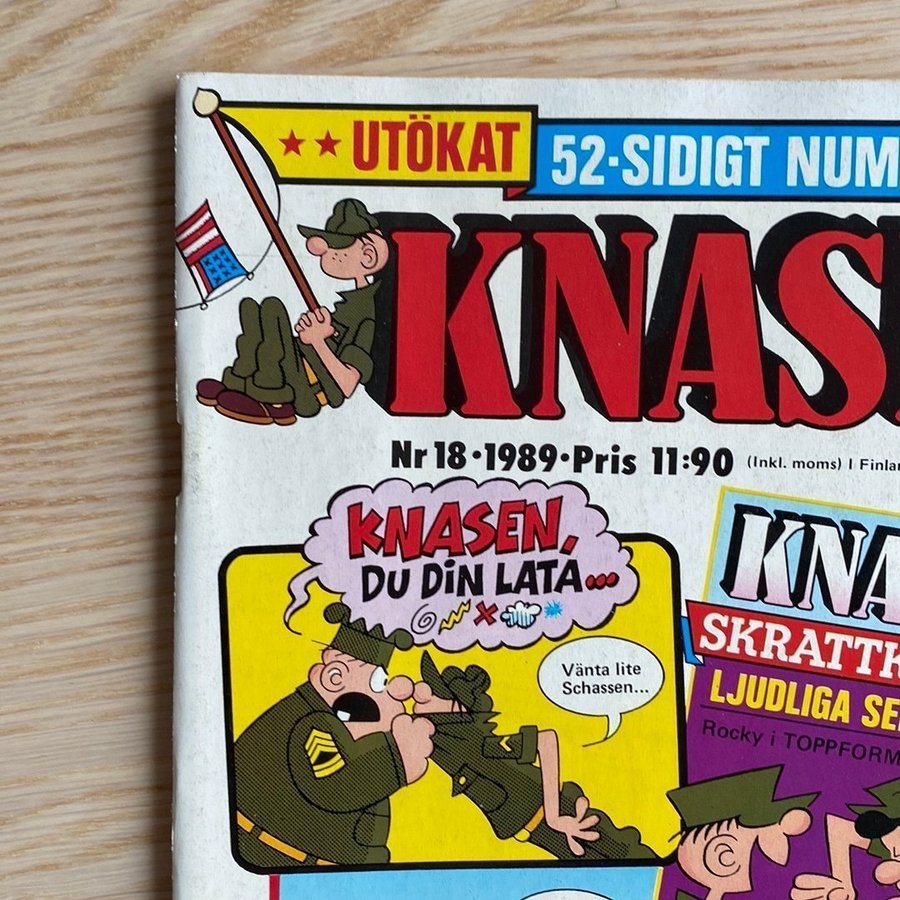 UTÖKAT
52-SIDIGT NUM
KNAS
Nr 18·1989·Pris 11:90 (Inkl. moms) I Finlan
KNASEN,
DU DIN LATA...
Vänta lite
Schassen...
KNA
SKRATTK
LJUDLIGA SE
Rocky i TOPPFORM